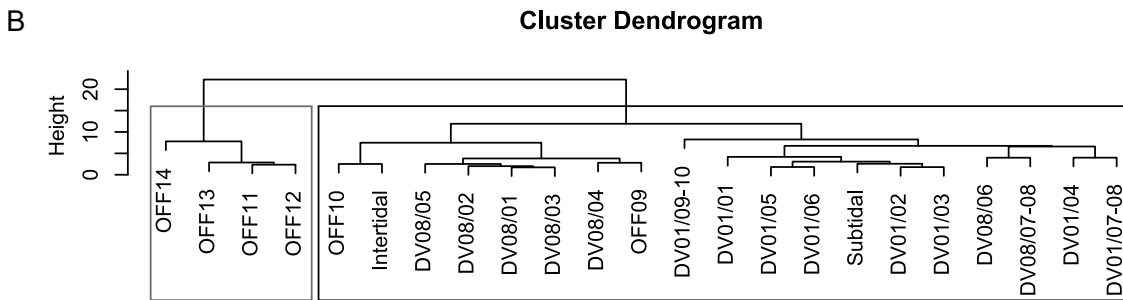 B
Cluster Dendrogram
Height
20
10
0
OFF14
OFF13
OFF11
OFF12
OFF10
Intertidal
DV08/05
DV08/02
DV08/01
DV08/03
DV08/04
OFF09
DV01/09-10
DV01/01
DV01/05
DV01/06
Subtidal
DV01/02
DV01/03
DV08/06
DV08/07-08
DV01/04
DV01/07-08